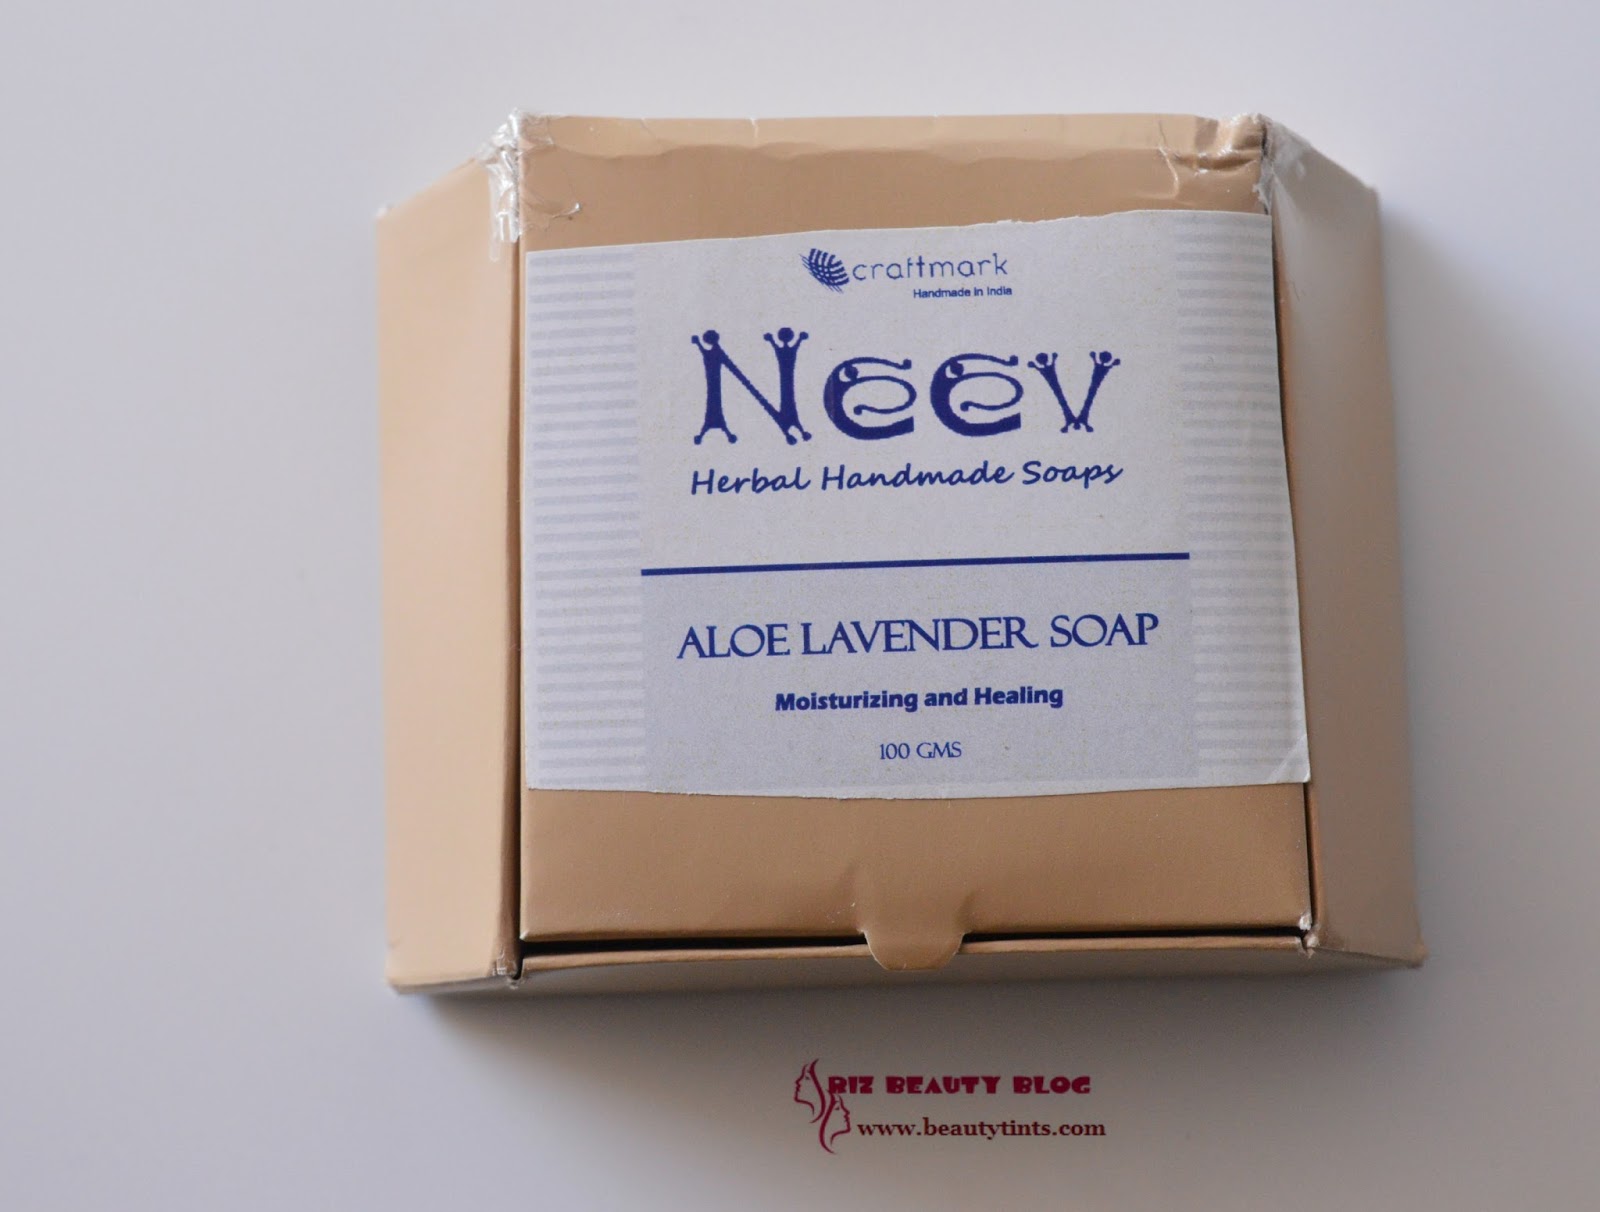 craftmark
Handmade in India
Neev
Herbal Handmade Soaps
ALOE LAVENDER SOAP
Moisturizing and Healing
100 GMS
RIZ BEAUTY BLOG
www.beautytints.com